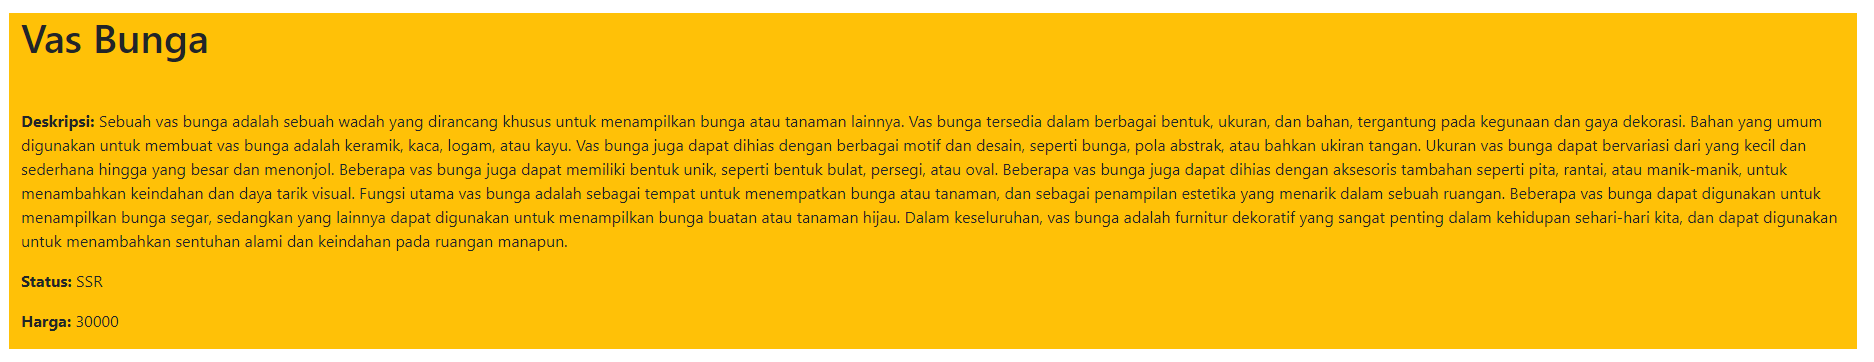 Vas Bunga
Deskripsi: Sebuah vas bunga adalah sebuah wadah yang dirancang khusus untuk menampilkan bunga atau tanaman lainnya. Vas bunga tersedia dalam berbagai bentuk, ukuran, dan bahan, tergantung pada kegunaan dan gaya dekorasi. Bahan yang umum
digunakan untuk membuat vas bunga adalah keramik, kaca, logam, atau kayu. Vas bunga juga dapat dihias dengan berbagai motif dan desain, seperti bunga, pola abstrak, atau bahkan ukiran tangan. Ukuran vas bunga dapat bervariasi dari yang kecil dan
sederhana hingga yang besar dan menonjol. Beberapa vas bunga juga dapat memiliki bentuk unik, seperti bentuk bulat, persegi, atau oval. Beberapa vas bunga juga dapat dihias dengan aksesoris tambahan seperti pita, rantai, atau manik-manik, untuk
menambahkan keindahan dan daya tarik visual. Fungsi utama vas bunga adalah sebagai tempat untuk menempatkan bunga atau tanaman, dan sebagai penampilan estetika yang menarik dalam sebuah ruangan. Beberapa vas bunga dapat digunakan untuk
menampilkan bunga segar, sedangkan yang lainnya dapat digunakan untuk menampilkan bunga buatan atau tanaman hijau. Dalam keseluruhan, vas bunga adalah furnitur dekoratif yang sangat penting dalam kehidupan sehari-hari kita, dan dapat digunakan
untuk menambahkan sentuhan alami dan keindahan pada ruangan manapun.
Status: SSR
Harga: 30000